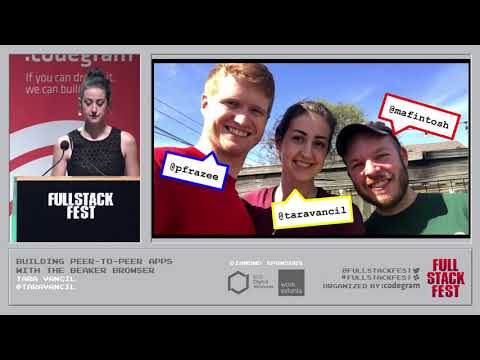 .codegram
If you can dr
we can buil
FULLSTACK
FEST
@pfrazee
@taravancil
@mafintosh
BUILDING PEER-TO-PEER APPS
WITH THE BEAKER BROWSER
TARA VANCIL
@TARAVANCIL
DIAMOND SPONSORS
@FULLSTACKFEST
#FULLSTACKFEST
ORGANIZED BY:codegram
FULL
STACK
FEST